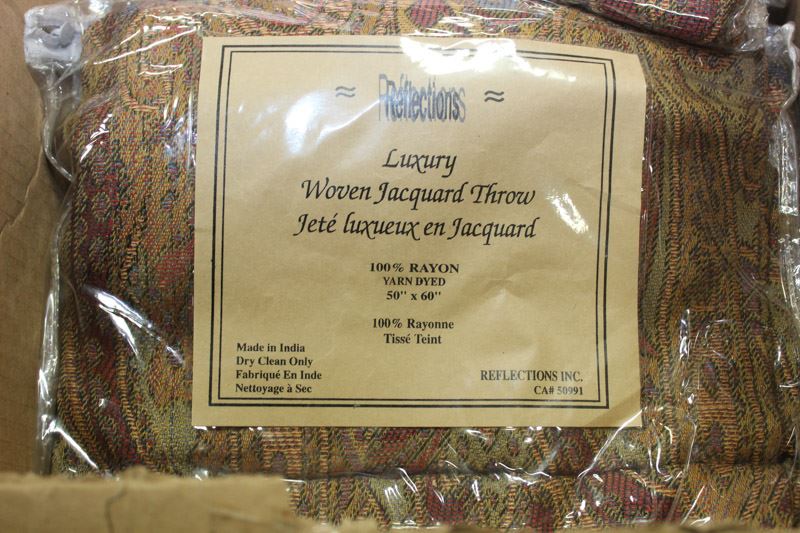 ≈ Réflections ≈
Luxury
Woven Jacquard Throw
Jeté luxueux en Jacquard
100% RAYON
YARN DYED
50" x 60"
100% Rayonne
Tissé Teint
Made in India
Dry Clean Only
Fabriqué En Inde
Nettoyage à Sec
REFLECTIONS INC.
CA# 50991